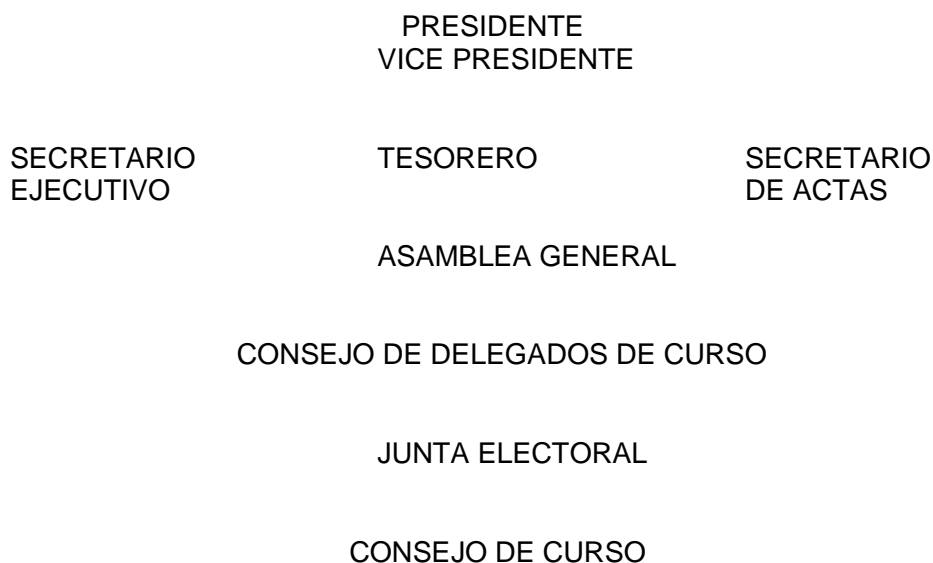 PRESIDENTE
VICE PRESIDENTE
SECRETARIO TESORERO SECRETARIO
EJECUTIVO DE ACTAS
ASAMBLEA GENERAL
CONSEJO DE DELEGADOS DE CURSO
JUNTA ELECTORAL
CONSEJO DE CURSO